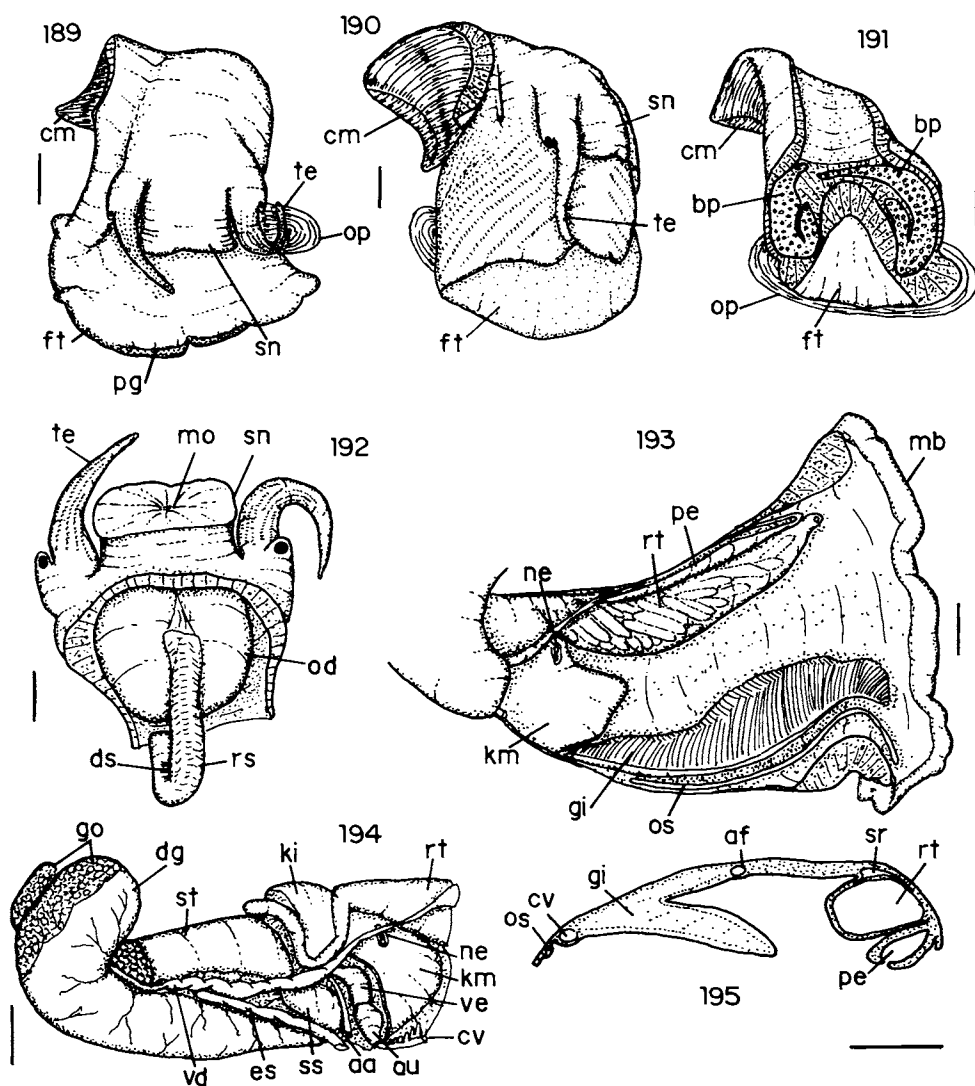 189
cm
te
op
ft
sn
pg
190
cm
sn
te
ft
191
cm
bp
bp
op
ft
192
te
mo
sn
od
ds
rs
193
mb
pe
rt
ne
km
gi
os
194
go
dg
st
ki
rt
ne
km
ve
cv
vd
es
ss
aa
au
195
af
sr
rt
gi
cv
os
pe